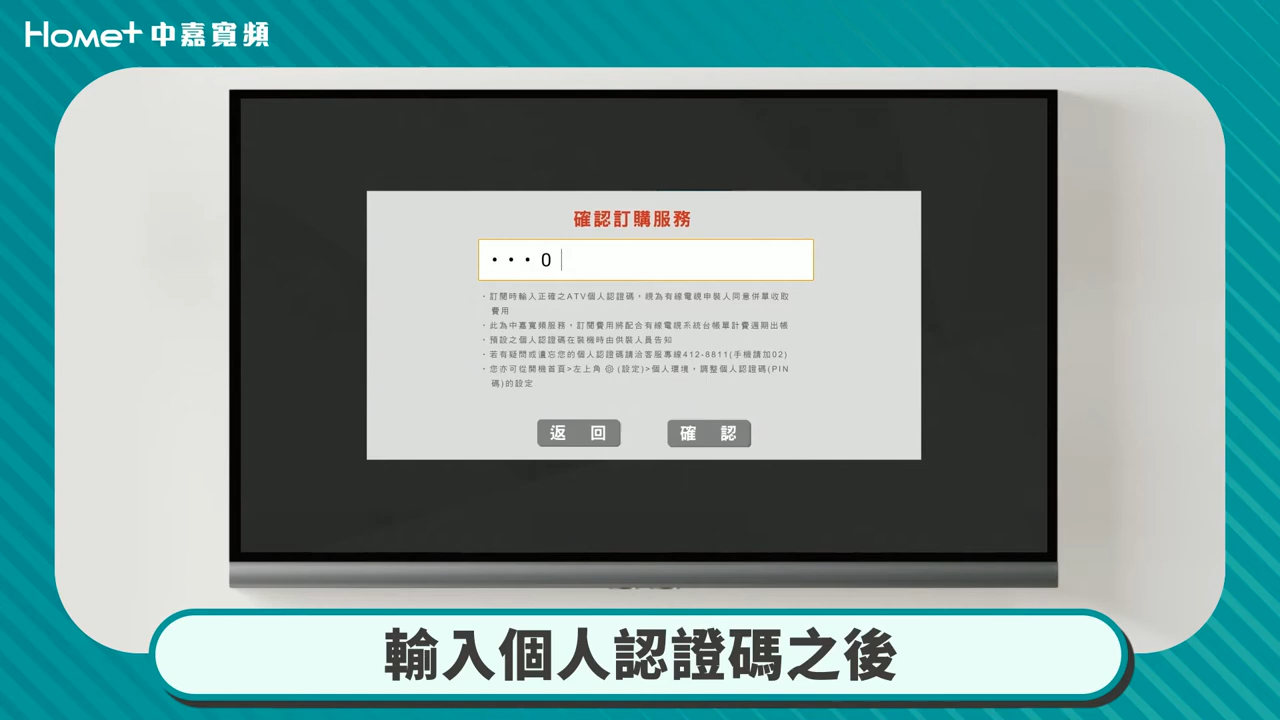 Home+ 中嘉寬頻
確認訂購服務
•••0
・訂閱時輸入正確之ATV個人認證碼，視為有線電視申裝人同意併單收取
費用
・此為中嘉寬頻服務，訂閱費用將配合有線電視系統台帳單計費週期出帳
・預設之個人認證碼在裝機時由供裝人員告知
・若有疑問或遺忘您的個人認證碼請洽客服專線412-8811(手機請加02)
・您亦可從開機首頁>左上角 (設定)>個人環境，調整個人認證碼(PIN
碼)的設定
返 回
確 認
輸入個人認證碼之後